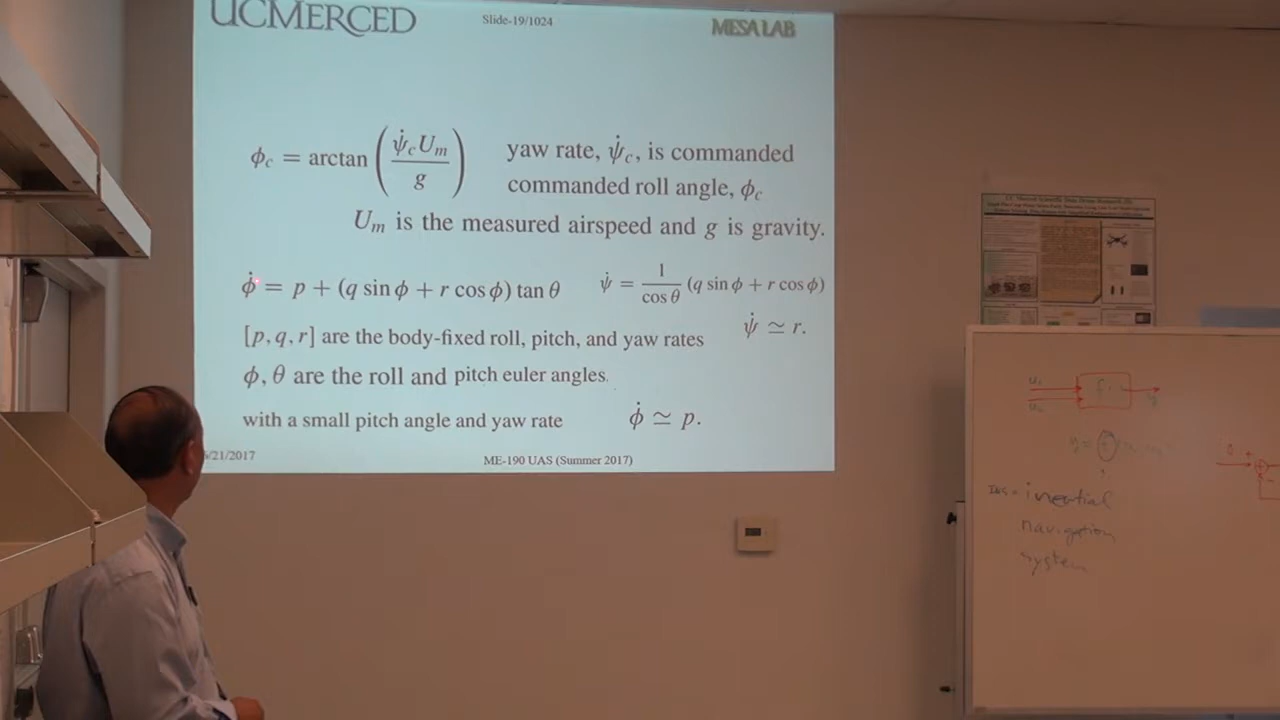 UCMERCED
Slide-19/1024
MESA LAB
ϕ_c = arctan (ψ̇_c U_m / g)
yaw rate, ψ̇_c, is commanded
commanded roll angle, ϕ_c
U_m is the measured airspeed and g is gravity.
ϕ̇ = p + (q sin ϕ + r cos ϕ) tan θ
ψ̇ = 1 / cos θ (q sin ϕ + r cos ϕ)
[p, q, r] are the body-fixed roll, pitch, and yaw rates
ψ̇ ≃ r.
ϕ, θ are the roll and pitch euler angles.
with a small pitch angle and yaw rate
ϕ̇ ≃ p.
/21/2017
ME-190 UAS (Summer 2017)
INS = inertial
navigation
system